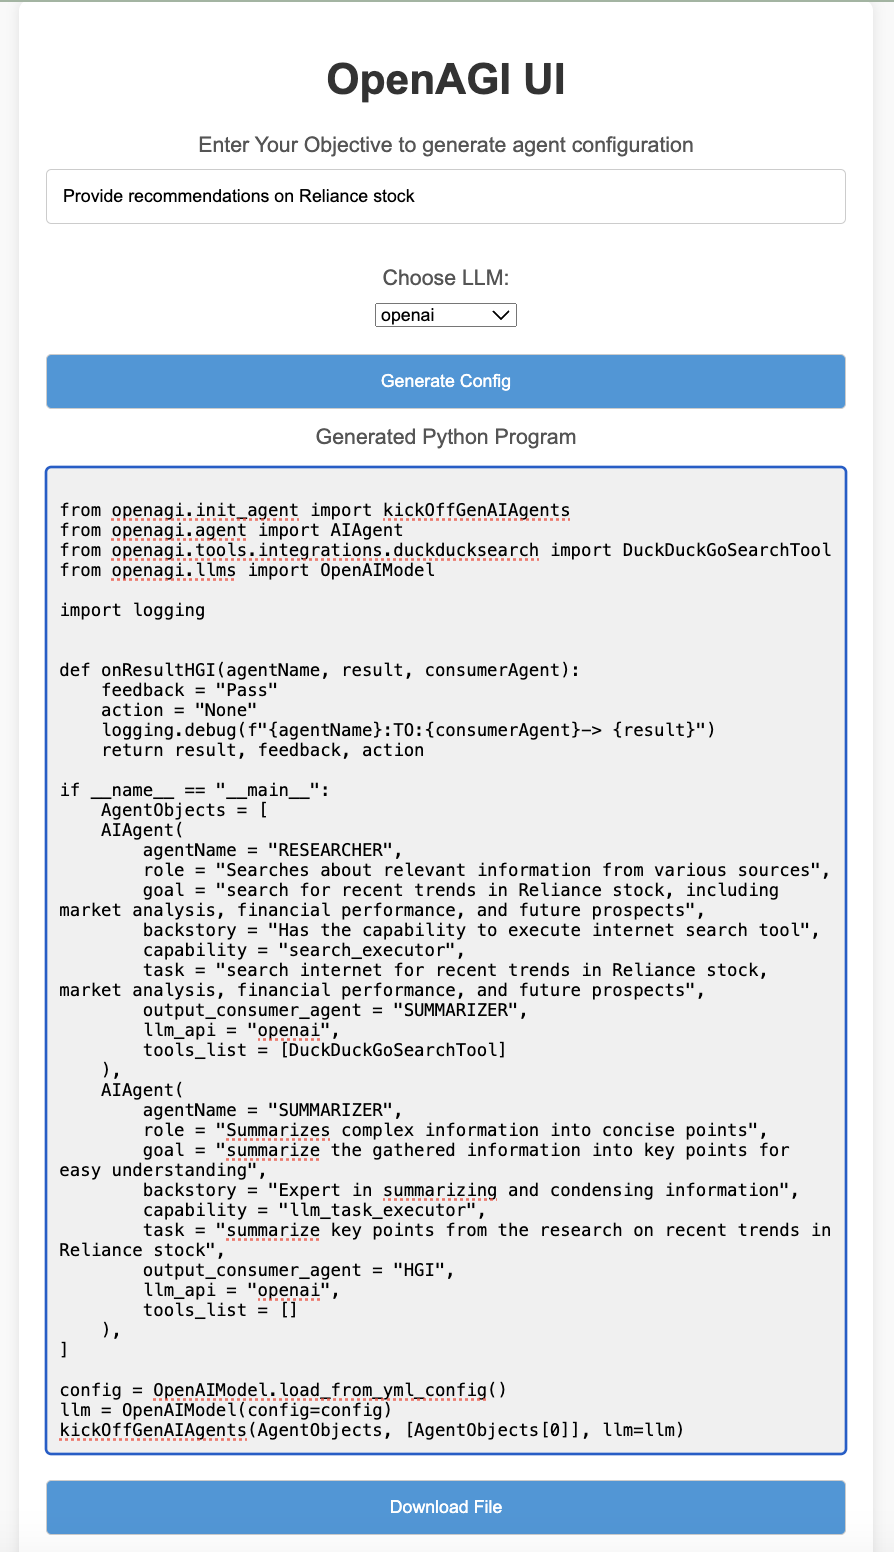 OpenAGI UI
Enter Your Objective to generate agent configuration
Provide recommendations on Reliance stock
Choose LLM:
openai
Generate Config
Generated Python Program
from openagi.init_agent import kickOffGenAIAgents
from openagi.agent import AIAgent
from openagi.tools.integrations.duckducksearch import DuckDuckGoSearchTool
from openagi.llms import OpenAIModel
import logging
def onResultHGI(agentName, result, consumerAgent):
    feedback = "Pass"
    action = "None"
    logging.debug(f"{agentName}:TO:{consumerAgent}-> {result}")
    return result, feedback, action
if __name__ == "__main__":
    AgentObjects = [
    AIAgent(
        agentName = "RESEARCHER",
        role = "Searches about relevant information from various sources",
        goal = "search for recent trends in Reliance stock, including
market analysis, financial performance, and future prospects",
        backstory = "Has the capability to execute internet search tool",
        capability = "search_executor",
        task = "search internet for recent trends in Reliance stock,
market analysis, financial performance, and future prospects",
        output_consumer_agent = "SUMMARIZER",
        llm_api = "openai",
        tools_list = [DuckDuckGoSearchTool]
    ),
    AIAgent(
        agentName = "SUMMARIZER",
        role = "Summarizes complex information into concise points",
        goal = "summarize the gathered information into key points for
easy understanding",
        backstory = "Expert in summarizing and condensing information",
        capability = "llm_task_executor",
        task = "summarize key points from the research on recent trends in
Reliance stock",
        output_consumer_agent = "HGI",
        llm_api = "openai",
        tools_list = []
    ),
]
config = OpenAIModel.load_from_yml_config()
llm = OpenAIModel(config=config)
kickOffGenAIAgents(AgentObjects, [AgentObjects[0]], llm=llm)
Download File